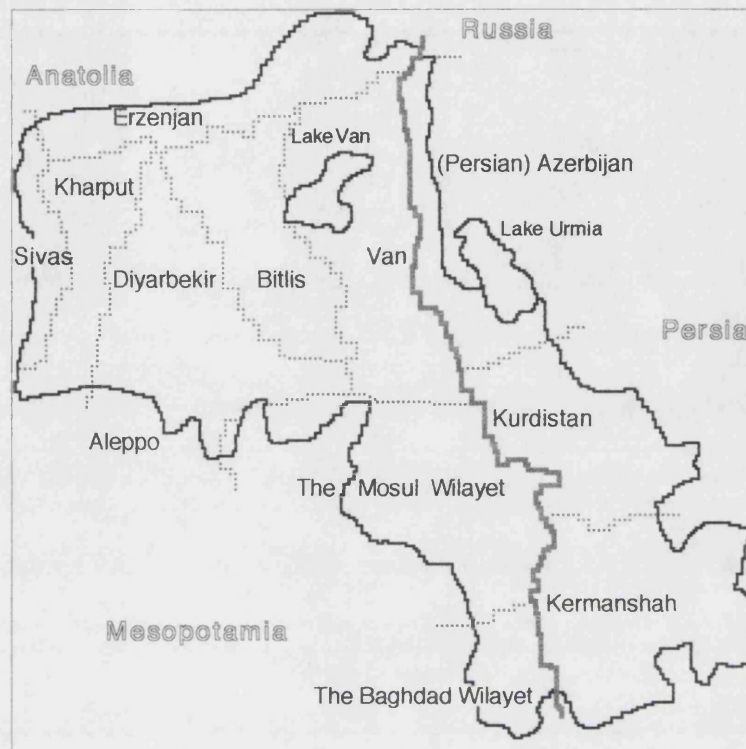 Russia
Anatolia
Erzenjan
Lake Van
(Persian) Azerbijan
Kharput
Lake Urmia
Sivas
Van
Diyarbekir
Bitlis
Persia
Kurdistan
Aleppo
The Mosul Wilayet
Kermanshah
Mesopotamia
The Baghdad Wilayet